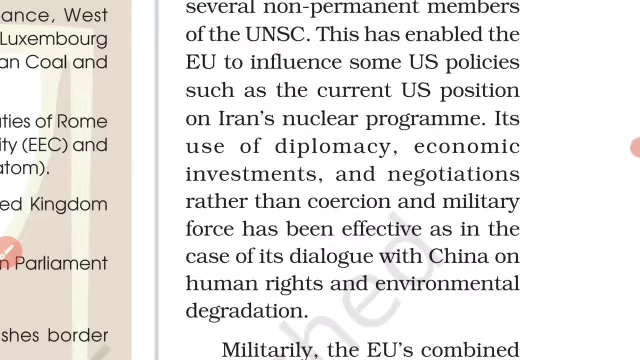 ance, West
Luxembourg
an Coal and
aties of Rome
ity (EEC) and
atom).
ed Kingdom
n Parliament
shes border
several non-permanent members
of the UNSC. This has enabled the
EU to influence some US policies
such as the current US position
on Iran's nuclear programme. Its
use of diplomacy, economic
investments, and negotiations
rather than coercion and military
force has been effective as in the
case of its dialogue with China on
human rights and environmental
degradation.
Militarily, the EU's combined